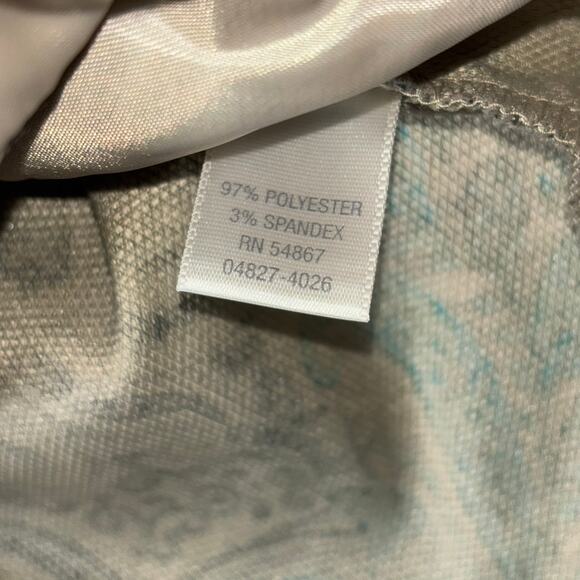 97% POLYESTER
3% SPANDEX
RN 54867
04827-4026